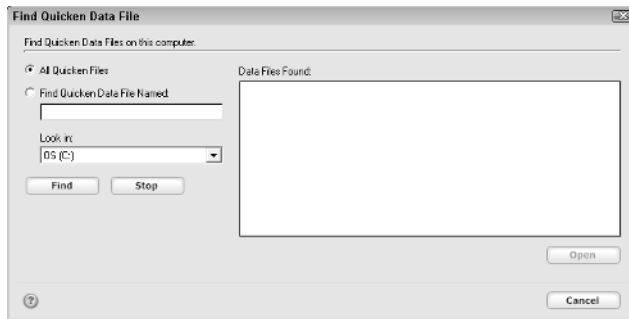 Find Quicken Data File
Find Quicken Data Files on this computer.
All Quicken Files
Find Quicken Data File Named:
Look in:
OS (C:)
Find
Stop
Data Files Found:
Open
?
Cancel